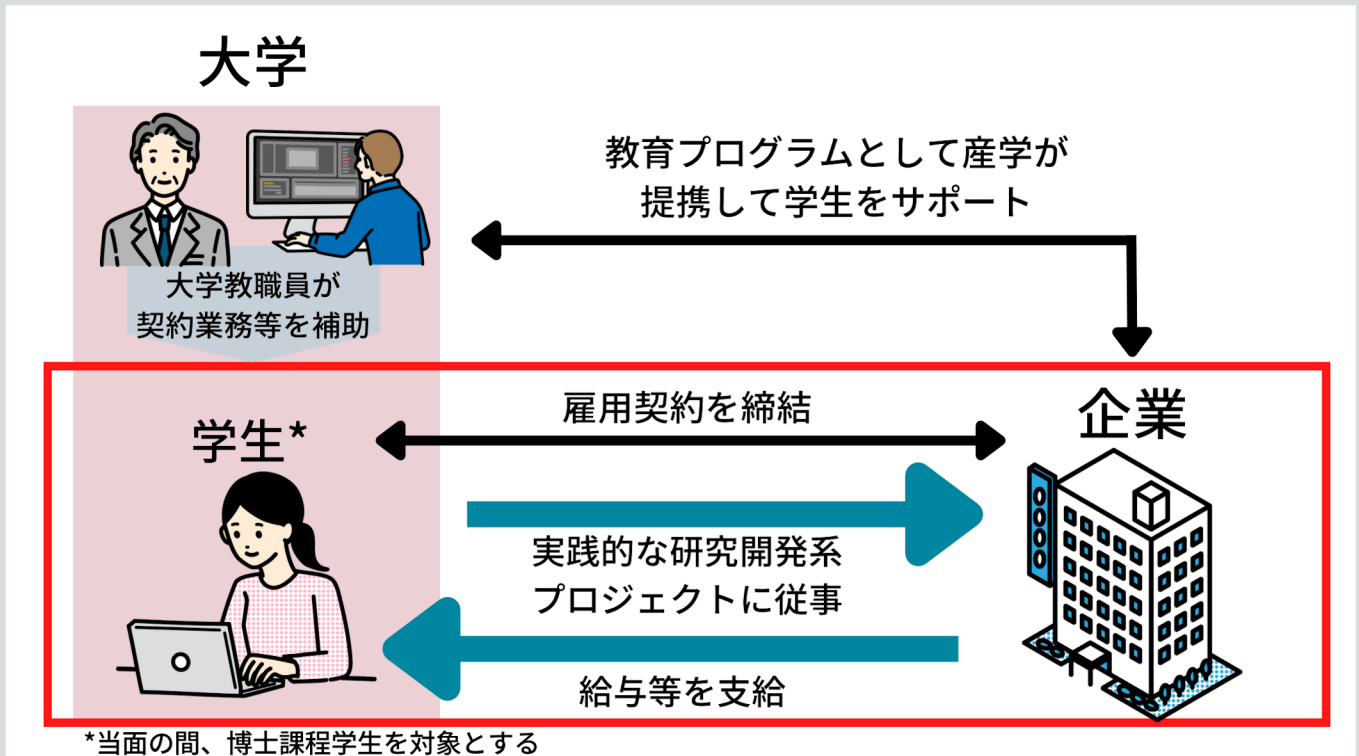 大学
教育プログラムとして産学が
提携して学生をサポート
大学教職員が
契約業務等を補助
雇用契約を締結
学生*
企業
実践的な研究開発系
プロジェクトに従事
給与等を支給
*当面の間、博士課程学生を対象とする